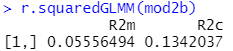 > r.squaredGLMM(mod2b)
R2m R2c
[1,] 0.05556494 0.1342037